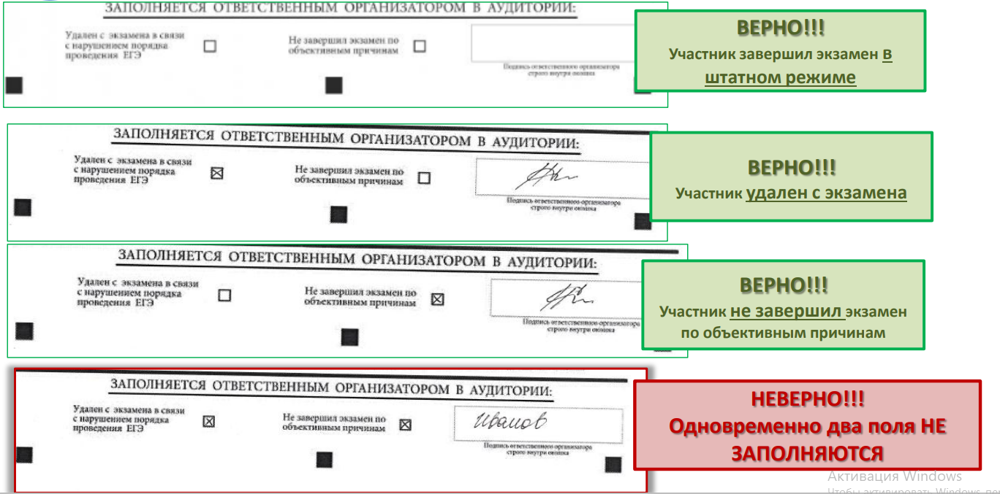 ЗАПОЛНЯЕТСЯ ОТВЕТСТВЕННЫМ ОРГАНИЗАТОРОМ В АУДИТОРИИ:
Удален с экзамена в связи
с нарушением порядка
проведения ЕГЭ
Не завершил экзамен по
объективным причинам
Подпись ответственного организатора
строго внутри окошка
ВЕРНО!!!
Участник завершил экзамен в
штатном режиме
ЗАПОЛНЯЕТСЯ ОТВЕТСТВЕННЫМ ОРГАНИЗАТОРОМ В АУДИТОРИИ:
Удален с экзамена в связи
с нарушением порядка
проведения ЕГЭ
Не завершил экзамен по
объективным причинам
Подпись ответственного организатора
строго внутри окошка
ВЕРНО!!!
Участник удален с экзамена
ЗАПОЛНЯЕТСЯ ОТВЕТСТВЕННЫМ ОРГАНИЗАТОРОМ В АУДИТОРИИ:
Удален с экзамена в связи
с нарушением порядка
проведения ЕГЭ
Не завершил экзамен по
объективным причинам
Подпись ответственного организатора
строго внутри окошка
ВЕРНО!!!
Участник не завершил экзамен
по объективным причинам
ЗАПОЛНЯЕТСЯ ОТВЕТСТВЕННЫМ ОРГАНИЗАТОРОМ В АУДИТОРИИ:
Удален с экзамена в связи
с нарушением порядка
проведения ЕГЭ
Не завершил экзамен по
объективным причинам
Иванов
Подпись ответственного организатора
строго внутри окошка
НЕВЕРНО!!!
Одновременно два поля НЕ
ЗАПОЛНЯЮТСЯ
Активация Windows
Чтобы активировать Windows, пер